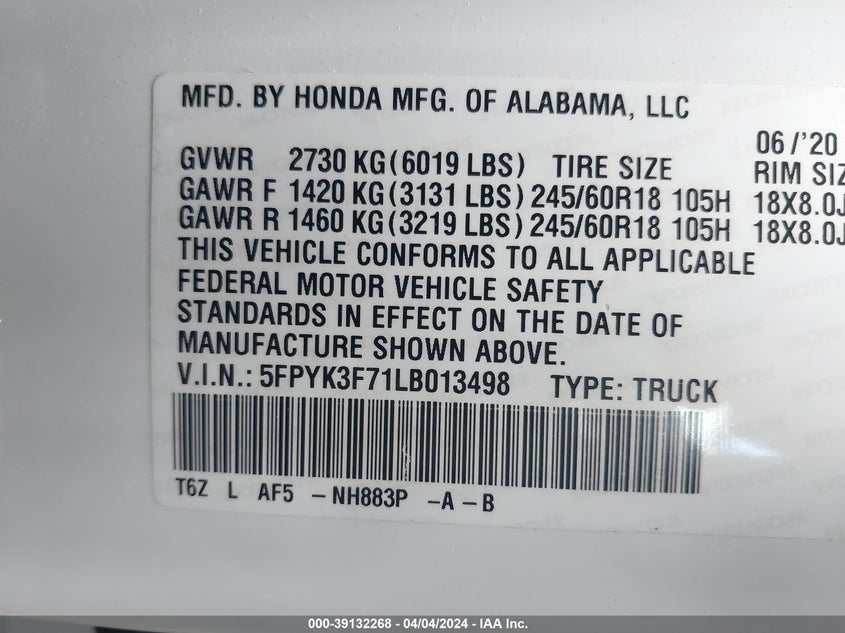 MFD. BY HONDA MFG. OF ALABAMA, LLC
06/'20
GVWR 2730 KG(6019 LBS) TIRE SIZE RIM SIZ
GAWR F 1420 KG(3131 LBS) 245/60R18 105H 18X8.0J
GAWR R 1460 KG(3219 LBS) 245/60R18 105H 18X8.0J
THIS VEHICLE CONFORMS TO ALL APPLICABLE
FEDERAL MOTOR VEHICLE SAFETY
STANDARDS IN EFFECT ON THE DATE OF
MANUFACTURE SHOWN ABOVE.
V.I.N.: 5FPYK3F71LB013498 TYPE: TRUCK
T6Z L AF5 -NH883P -A-B
000-39132268 - 04/04/2024 - IAA Inc.